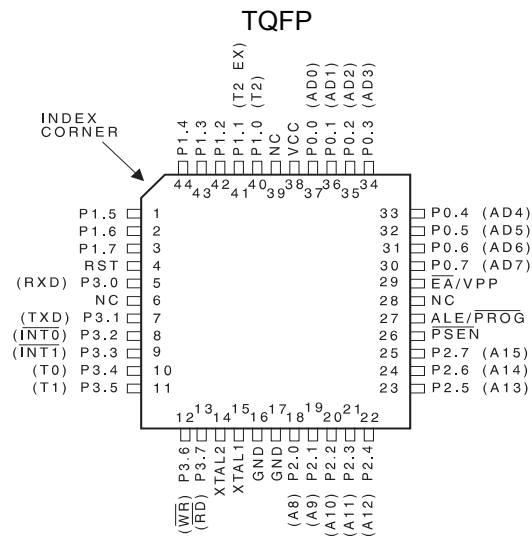 TQFP
INDEX
CORNER
P1.4
P1.3
P1.2
P1.1 (T2 EX)
P1.0 (T2)
NC
VCC
P0.0 (AD0)
P0.1 (AD1)
P0.2 (AD2)
P0.3 (AD3)
44
43
42
41
40
39
38
37
36
35
34
P1.5 1
P1.6 2
P1.7 3
RST 4
(RXD) P3.0 5
NC 6
(TXD) P3.1 7
(INT0) P3.2 8
(INT1) P3.3 9
(T0) P3.4 10
(T1) P3.5 11
33 P0.4 (AD4)
32 P0.5 (AD5)
31 P0.6 (AD6)
30 P0.7 (AD7)
29 EA/VPP
28 NC
27 ALE/PROG
26 PSEN
25 P2.7 (A15)
24 P2.6 (A14)
23 P2.5 (A13)
12
13
14
15
16
17
18
19
20
21
22
(WR) P3.6
(RD) P3.7
XTAL2
XTAL1
GND
GND
(A8) P2.0
(A9) P2.1
(A10) P2.2
(A11) P2.3
(A12) P2.4